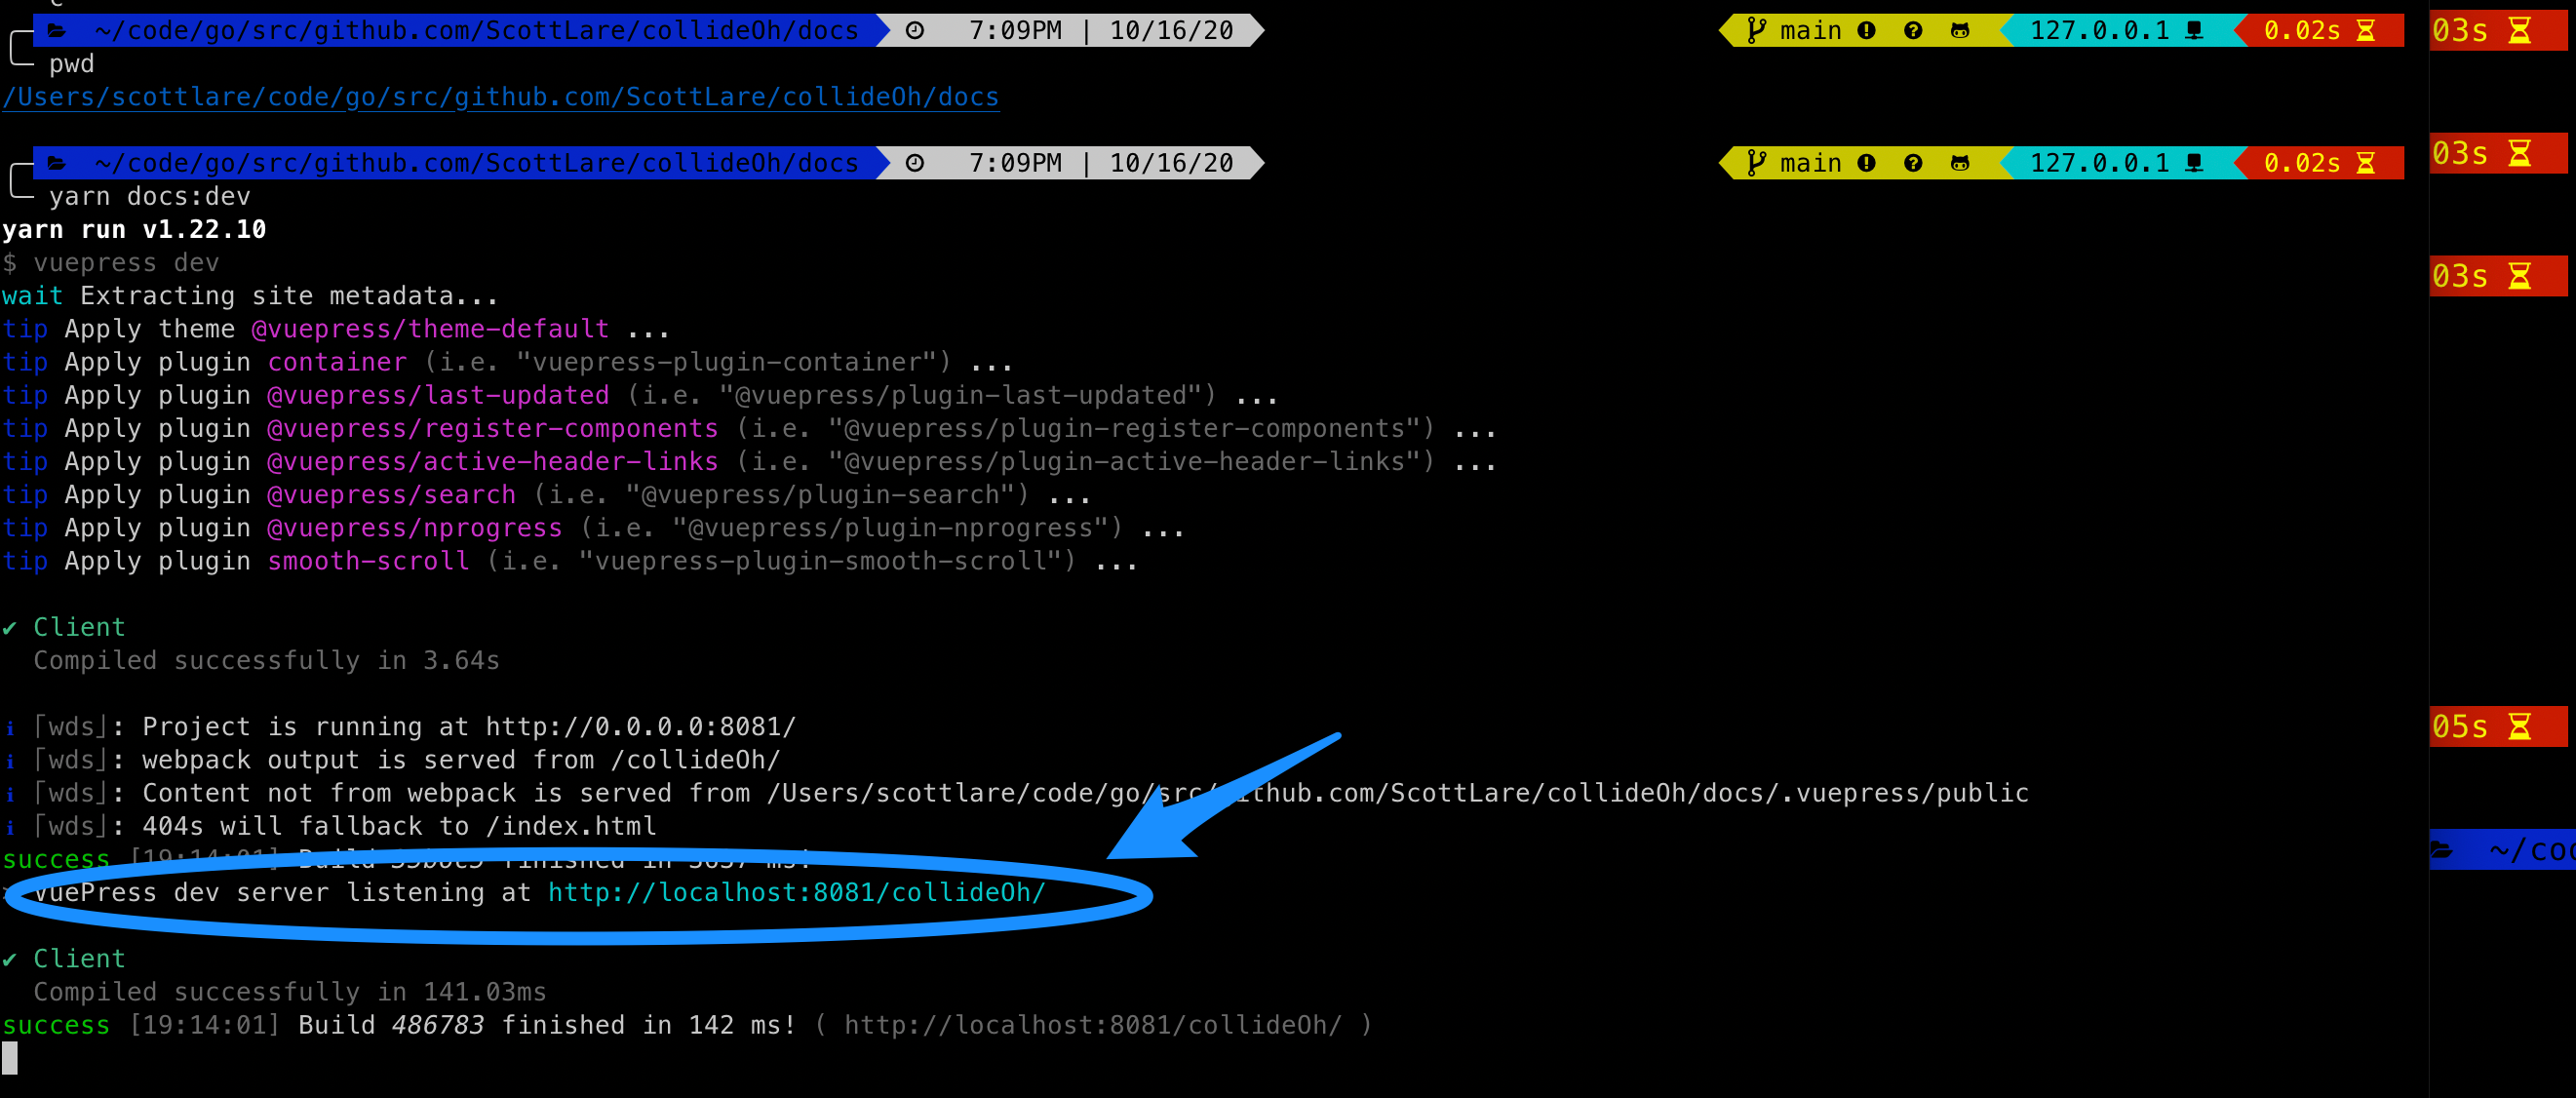 ~/code/go/src/github.com/ScottLare/collideOh/docs 7:09PM | 10/16/20 main 127.0.0.1 0.02s 03s
pwd
/Users/scottlare/code/go/src/github.com/ScottLare/collideOh/docs
~/code/go/src/github.com/ScottLare/collideOh/docs 7:09PM | 10/16/20 main 127.0.0.1 0.02s 03s
yarn docs:dev
yarn run v1.22.10
$ vuepress dev
03s
wait Extracting site metadata...
tip Apply theme @vuepress/theme-default ...
tip Apply plugin container (i.e. "vuepress-plugin-container") ...
tip Apply plugin @vuepress/last-updated (i.e. "@vuepress/plugin-last-updated") ...
tip Apply plugin @vuepress/register-components (i.e. "@vuepress/plugin-register-components") ...
tip Apply plugin @vuepress/active-header-links (i.e. "@vuepress/plugin-active-header-links") ...
tip Apply plugin @vuepress/search (i.e. "@vuepress/plugin-search") ...
tip Apply plugin @vuepress/nprogress (i.e. "@vuepress/plugin-nprogress") ...
tip Apply plugin smooth-scroll (i.e. "vuepress-plugin-smooth-scroll") ...
✔ Client
Compiled successfully in 3.64s
ℹ ｢wds｣: Project is running at http://0.0.0.0:8081/
05s
ℹ ｢wds｣: webpack output is served from /collideOh/
ℹ ｢wds｣: Content not from webpack is served from /Users/scottlare/code/go/src/github.com/ScottLare/collideOh/docs/.vuepress/public
ℹ ｢wds｣: 404s will fallback to /index.html
~/coc
success [19:14:01] Build finished in ms!
VuePress dev server listening at http://localhost:8081/collideOh/
✔ Client
Compiled successfully in 141.03ms
success [19:14:01] Build 486783 finished in 142 ms! ( http://localhost:8081/collideOh/ )